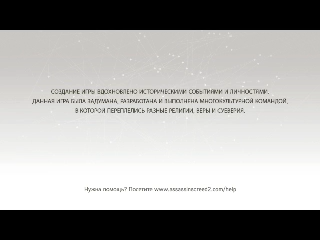 СОЗДАНИЕ ИГРЫ ВДОХНОВЛЕНО ИСТОРИЧЕСКИМИ СОБЫТИЯМИ И ЛИЧНОСТЯМИ.
ДАННАЯ ИГРА БЫЛА ЗАДУМАНА, РАЗРАБОТАНА И ВЫПОЛНЕНА МНОГОКУЛЬТУРНОЙ КОМАНДОЙ,
В КОТОРОЙ ПЕРЕПЛЕЛИСЬ РАЗНЫЕ РЕЛИГИИ, ВЕРЫ И СУЕВЕРИЯ.
Нужна помощь? Посетите www.assassinscreed2.com/help